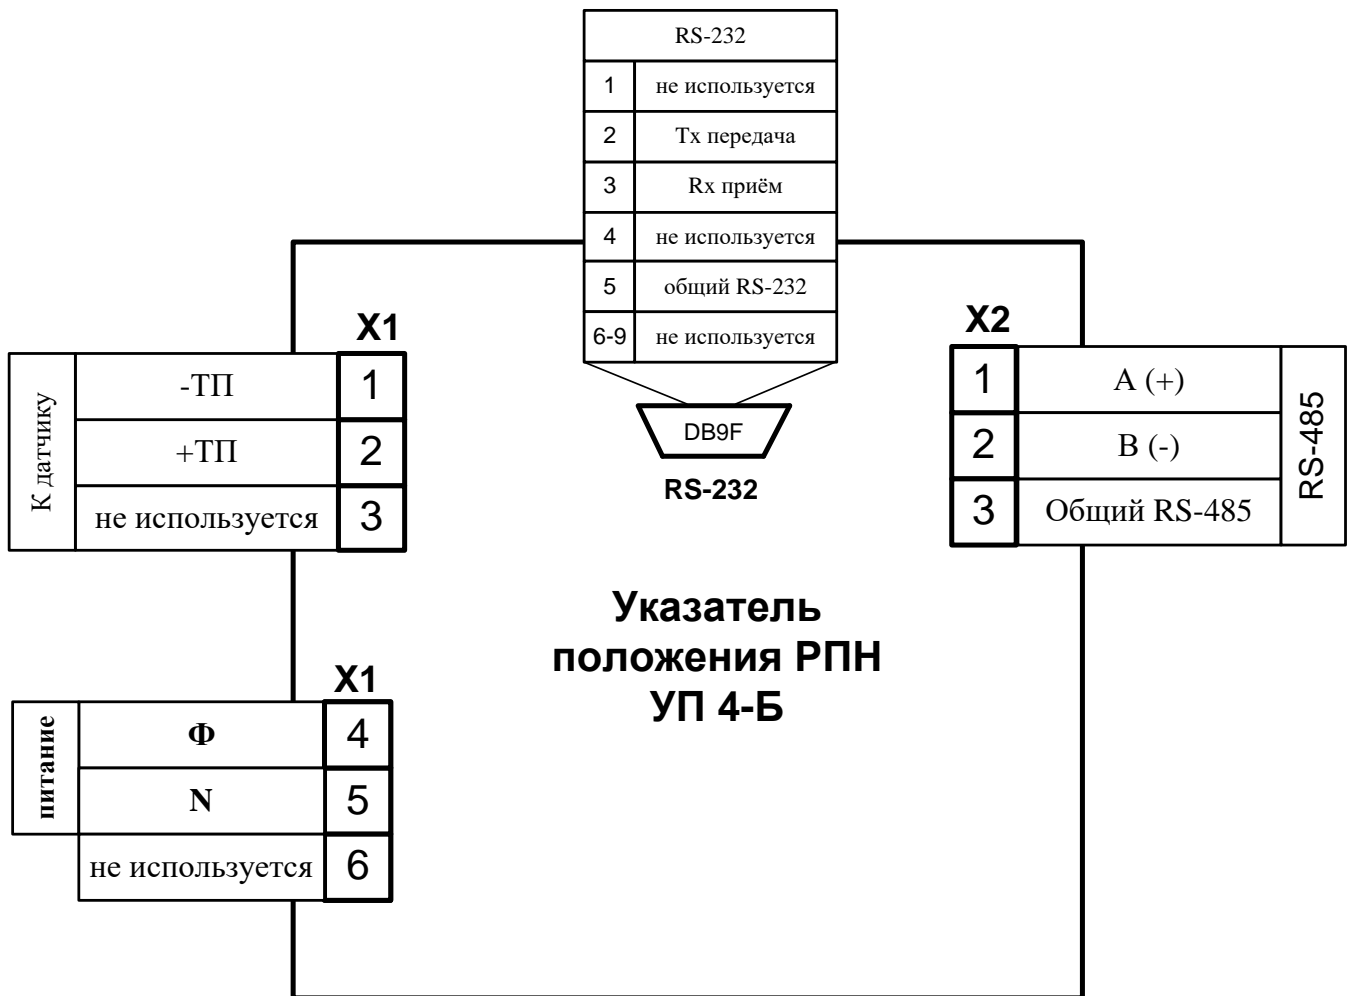 RS-232
1 не используется
2 Tx передача
3 Rx приём
4 не используется
5 общий RS-232
6-9 не используется
DB9F
RS-232
X1
К датчику
-ТП 1
+ТП 2
не используется 3
X2
1 A (+)
2 B (-)
3 Общий RS-485
RS-485
Указатель
положения РПН
УП 4-Б
X1
питание
Ф 4
N 5
не используется 6